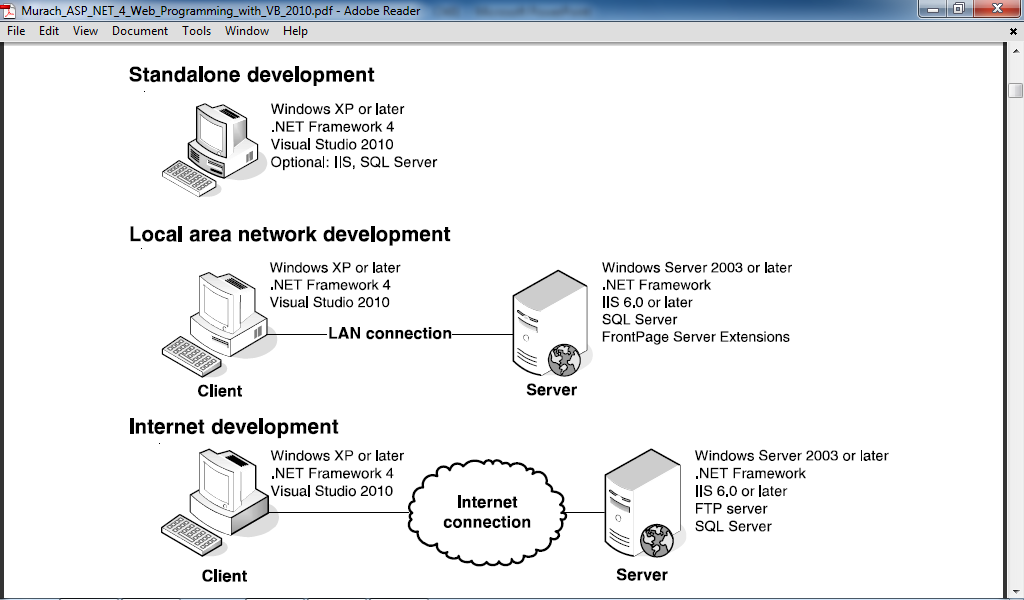 Murach_ASP_NET_4_Web_Programming_with_VB_2010.pdf - Adobe Reader
File Edit View Document Tools Window Help
Standalone development
Windows XP or later
.NET Framework 4
Visual Studio 2010
Optional: IIS, SQL Server
Local area network development
Windows XP or later
.NET Framework 4
Visual Studio 2010
LAN connection
Client
Windows Server 2003 or later
.NET Framework
IIS 6.0 or later
SQL Server
FrontPage Server Extensions
Server
Internet development
Windows XP or later
.NET Framework 4
Visual Studio 2010
Internet
connection
Client
Windows Server 2003 or later
.NET Framework
IIS 6.0 or later
FTP server
SQL Server
Server